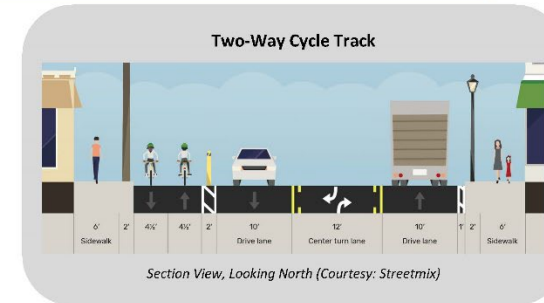 Two-Way Cycle Track
6' 2' 4½' 4½' 2' 10' 12' 10' 1' 2' 6'
Sidewalk Drive lane Center turn lane Drive lane Sidewalk
Section View, Looking North (Courtesy: Streetmix)